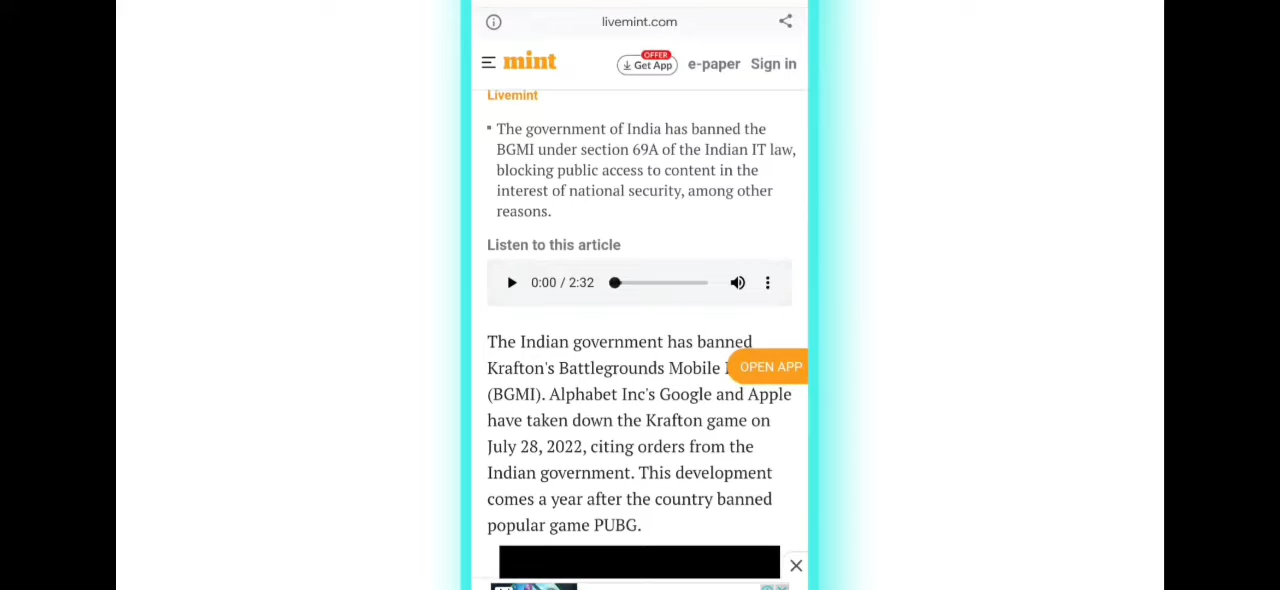 livemint.com
mint
OFFER
Get App
e-paper
Sign in
Livemint
▪ The government of India has banned the
BGMI under section 69A of the Indian IT law,
blocking public access to content in the
interest of national security, among other
reasons.
Listen to this article
0:00 / 2:32
The Indian government has banned
Krafton's Battlegrounds Mobile
OPEN APP
(BGMI). Alphabet Inc's Google and Apple
have taken down the Krafton game on
July 28, 2022, citing orders from the
Indian government. This development
comes a year after the country banned
popular game PUBG.